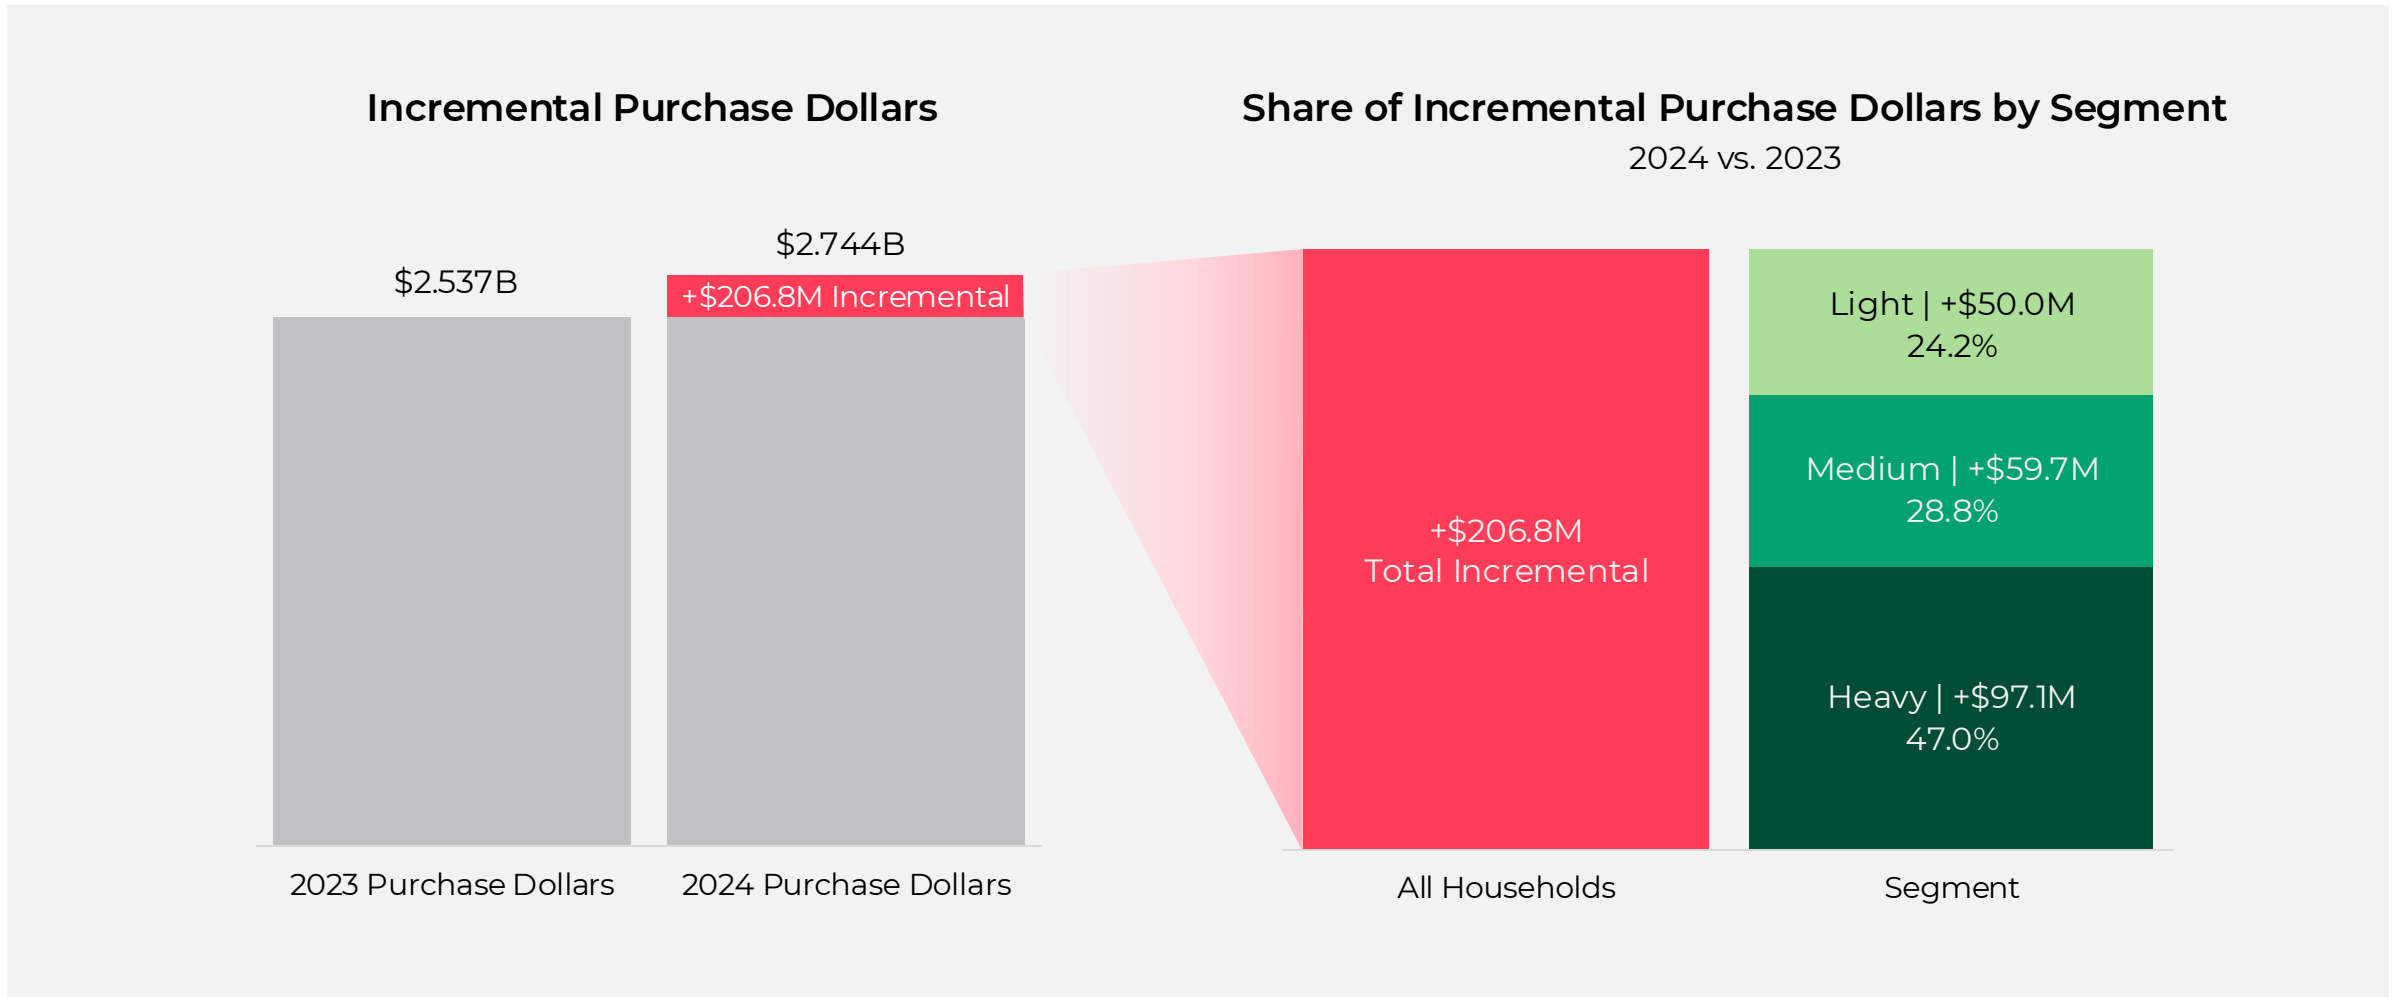 Incremental Purchase Dollars
$2.537B
$2.744B
+$206.8M Incremental
2023 Purchase Dollars
2024 Purchase Dollars
Share of Incremental Purchase Dollars by Segment
2024 vs. 2023
+$206.8M
Total Incremental
Light | +$50.0M
24.2%
Medium | +$59.7M
28.8%
Heavy | +$97.1M
47.0%
All Households
Segment